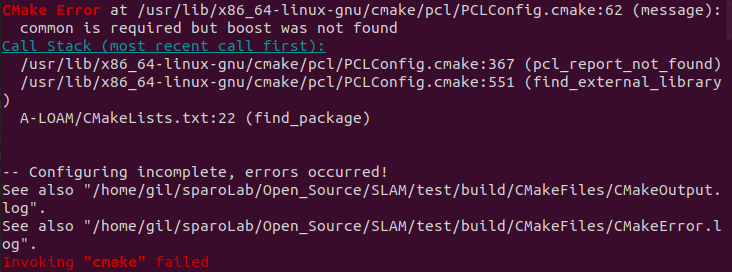 CMake Error at /usr/lib/x86_64-linux-gnu/cmake/pcl/PCLConfig.cmake:62 (message):
  common is required but boost was not found
Call Stack (most recent call first):
  /usr/lib/x86_64-linux-gnu/cmake/pcl/PCLConfig.cmake:367 (pcl_report_not_found)
  /usr/lib/x86_64-linux-gnu/cmake/pcl/PCLConfig.cmake:551 (find_external_library
)
  A-LOAM/CMakeLists.txt:22 (find_package)
-- Configuring incomplete, errors occurred!
See also "/home/gil/sparoLab/Open_Source/SLAM/test/build/CMakeFiles/CMakeOutput.
log".
See also "/home/gil/sparoLab/Open_Source/SLAM/test/build/CMakeFiles/CMakeError.l
og".
Invoking "cmake" failed